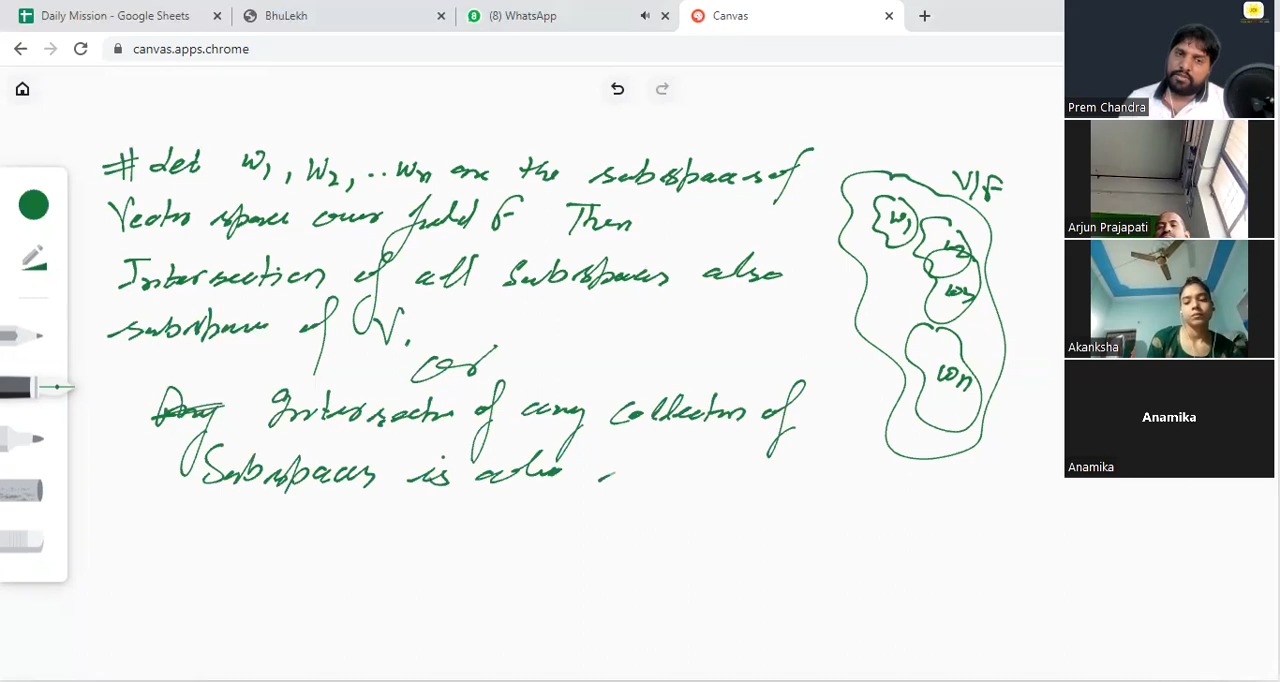 Daily Mission - Google Sheets
BhuLekh
(8) WhatsApp
Canvas
canvas.apps.chrome
# Let W1, W2, .. Wn are the subspaces of
Vector space over field F Then
Intersection of all Subspaces also
subspace of V.
or
Any Intersection of any collection of
Subspaces is also
V/F
W1
W2
W3
Wn
Prem Chandra
Arjun Prajapati
Akanksha
Anamika
Anamika